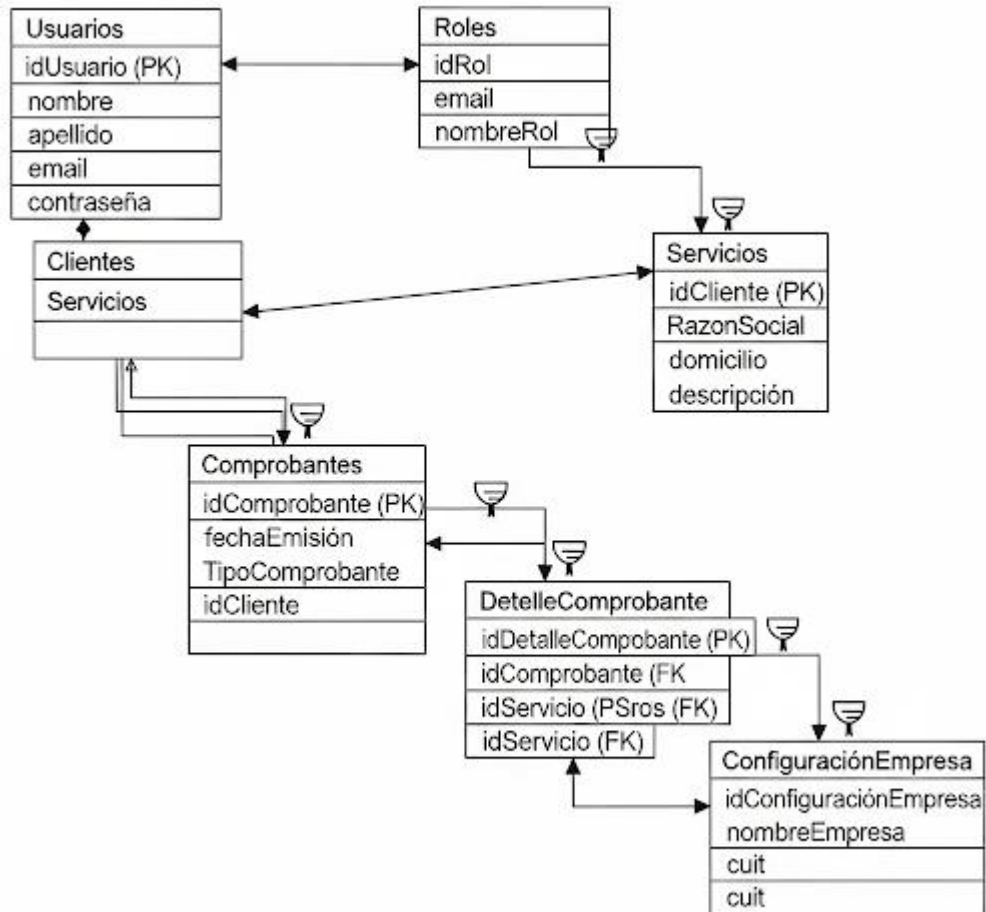 Usuarios
idUsuario (PK)
nombre
apellido
email
contraseña
Roles
idRol
email
nombreRol
Clientes
Servicios
Servicios
idCliente (PK)
RazonSocial
domicilio
descripción
Comprobantes
idComprobante (PK)
fechaEmisión
TipoComprobante
idCliente
DetelleComprobante
idDetalleCompobante (PK)
idComprobante (FK
idServicio (PSros (FK)
idServicio (FK)
ConfiguraciónEmpresa
idConfiguraciónEmpresa
nombreEmpresa
cuit
cuit